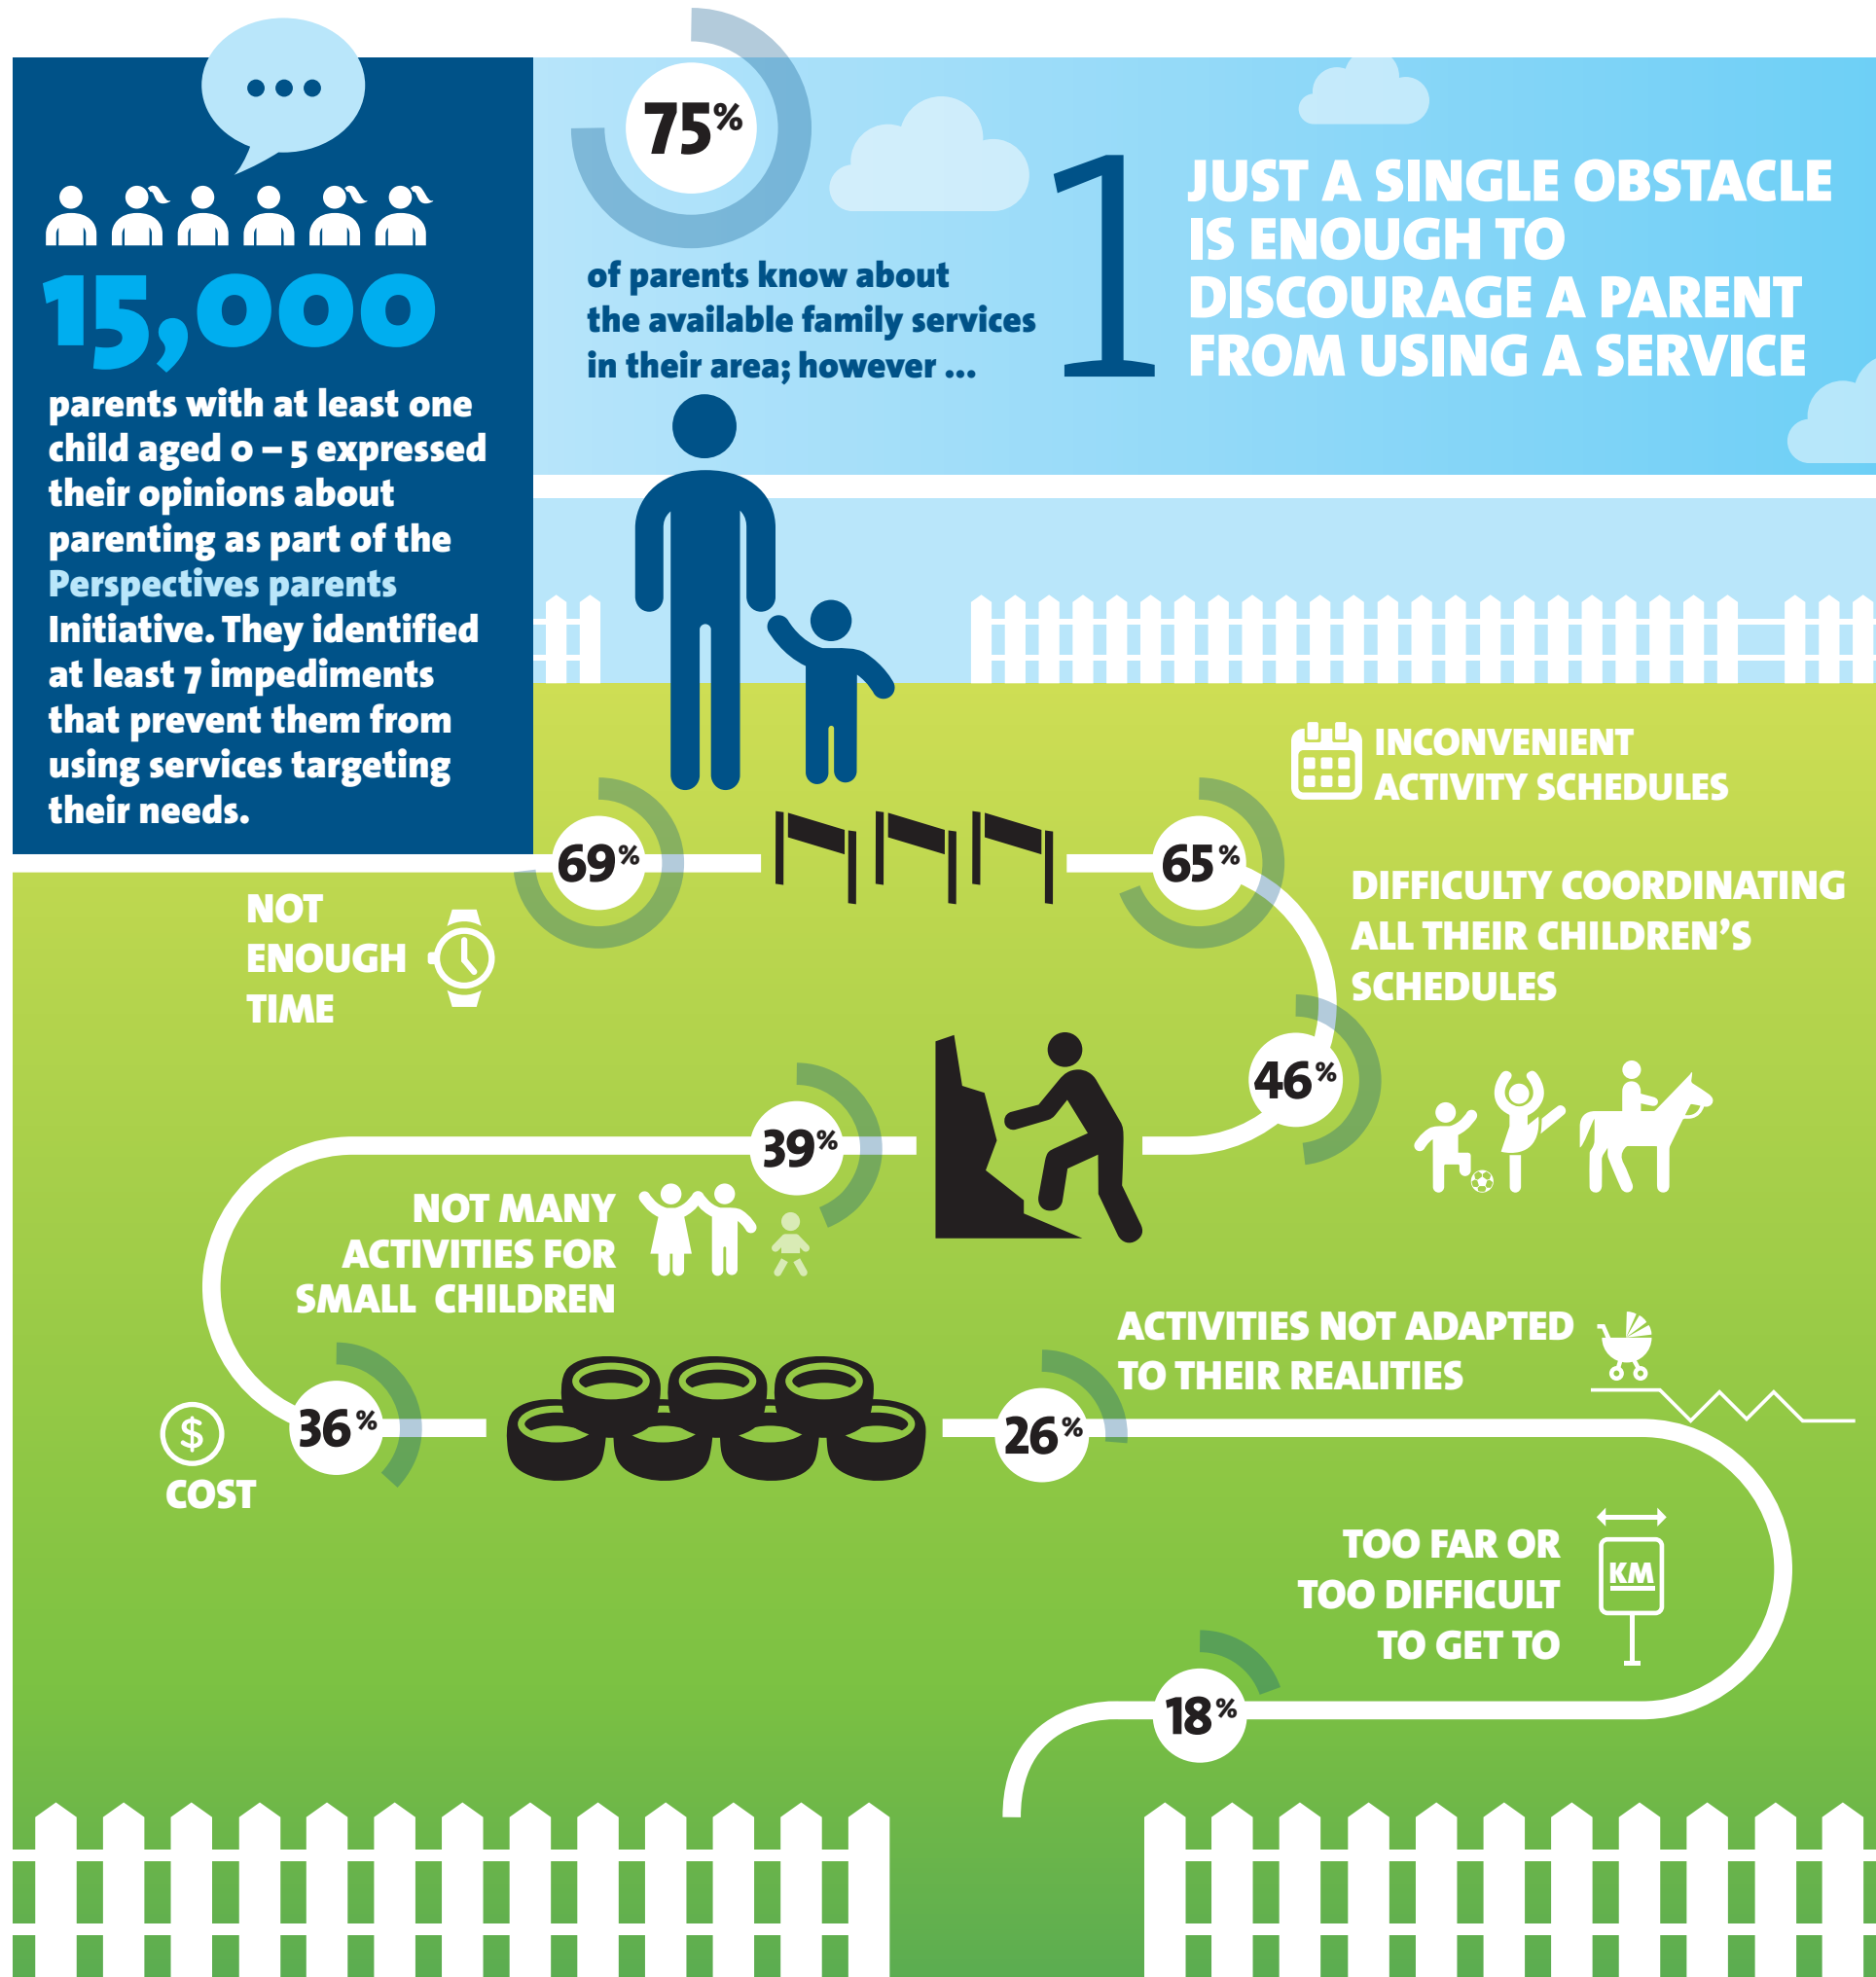 15,000
parents with at least one
child aged 0 – 5 expressed
their opinions about
parenting as part of the
Perspectives parents
Initiative. They identified
at least 7 impediments
that prevent them from
using services targeting
their needs.
75%
of parents know about
the available family services
in their area; however ...
1
JUST A SINGLE OBSTACLE
IS ENOUGH TO
DISCOURAGE A PARENT
FROM USING A SERVICE
69%
NOT
ENOUGH
TIME
65%
INCONVENIENT
ACTIVITY SCHEDULES
DIFFICULTY COORDINATING
ALL THEIR CHILDREN’S
SCHEDULES
46%
39%
NOT MANY
ACTIVITIES FOR
SMALL CHILDREN
36%
$
COST
26%
ACTIVITIES NOT ADAPTED
TO THEIR REALITIES
TOO FAR OR
TOO DIFFICULT
TO GET TO
KM
18%